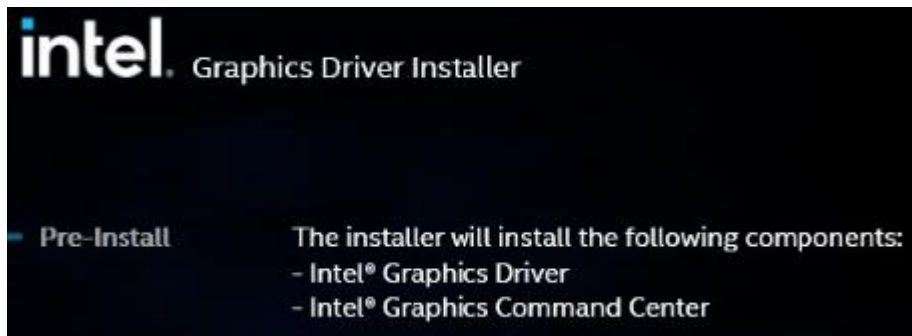 intel. Graphics Driver Installer
Pre-Install
The installer will install the following components:
- Intel® Graphics Driver
- Intel® Graphics Command Center